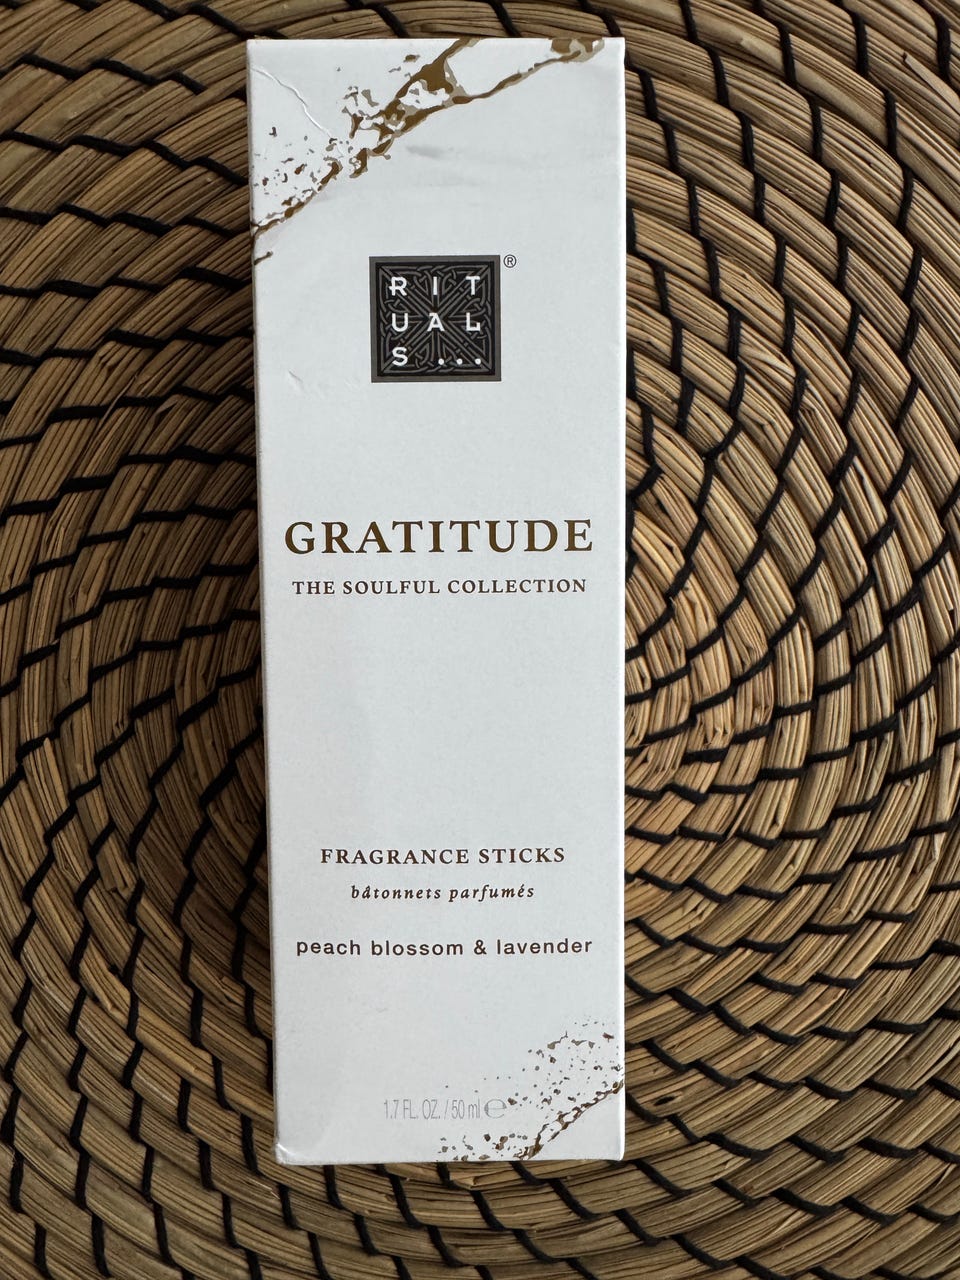 RIT
UAL
S...
®
GRATITUDE
THE SOULFUL COLLECTION
FRAGRANCE STICKS
bâtonnets parfumés
peach blossom & lavender
1.7 FL. OZ. / 50 ml ℮